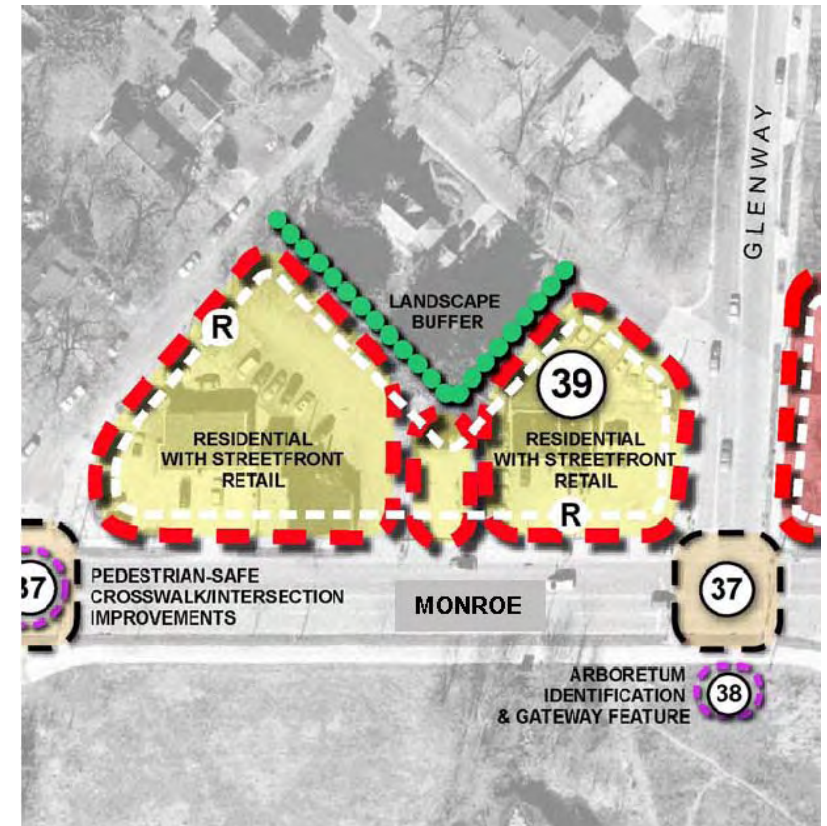 GLENWAY
LANDSCAPE
BUFFER
R
39
RESIDENTIAL
WITH STREETFRONT
RETAIL
RESIDENTIAL
WITH STREETFRONT
RETAIL
R
37
PEDESTRIAN-SAFE
CROSSWALK/INTERSECTION
IMPROVEMENTS
MONROE
37
ARBORETUM
IDENTIFICATION
& GATEWAY FEATURE
38